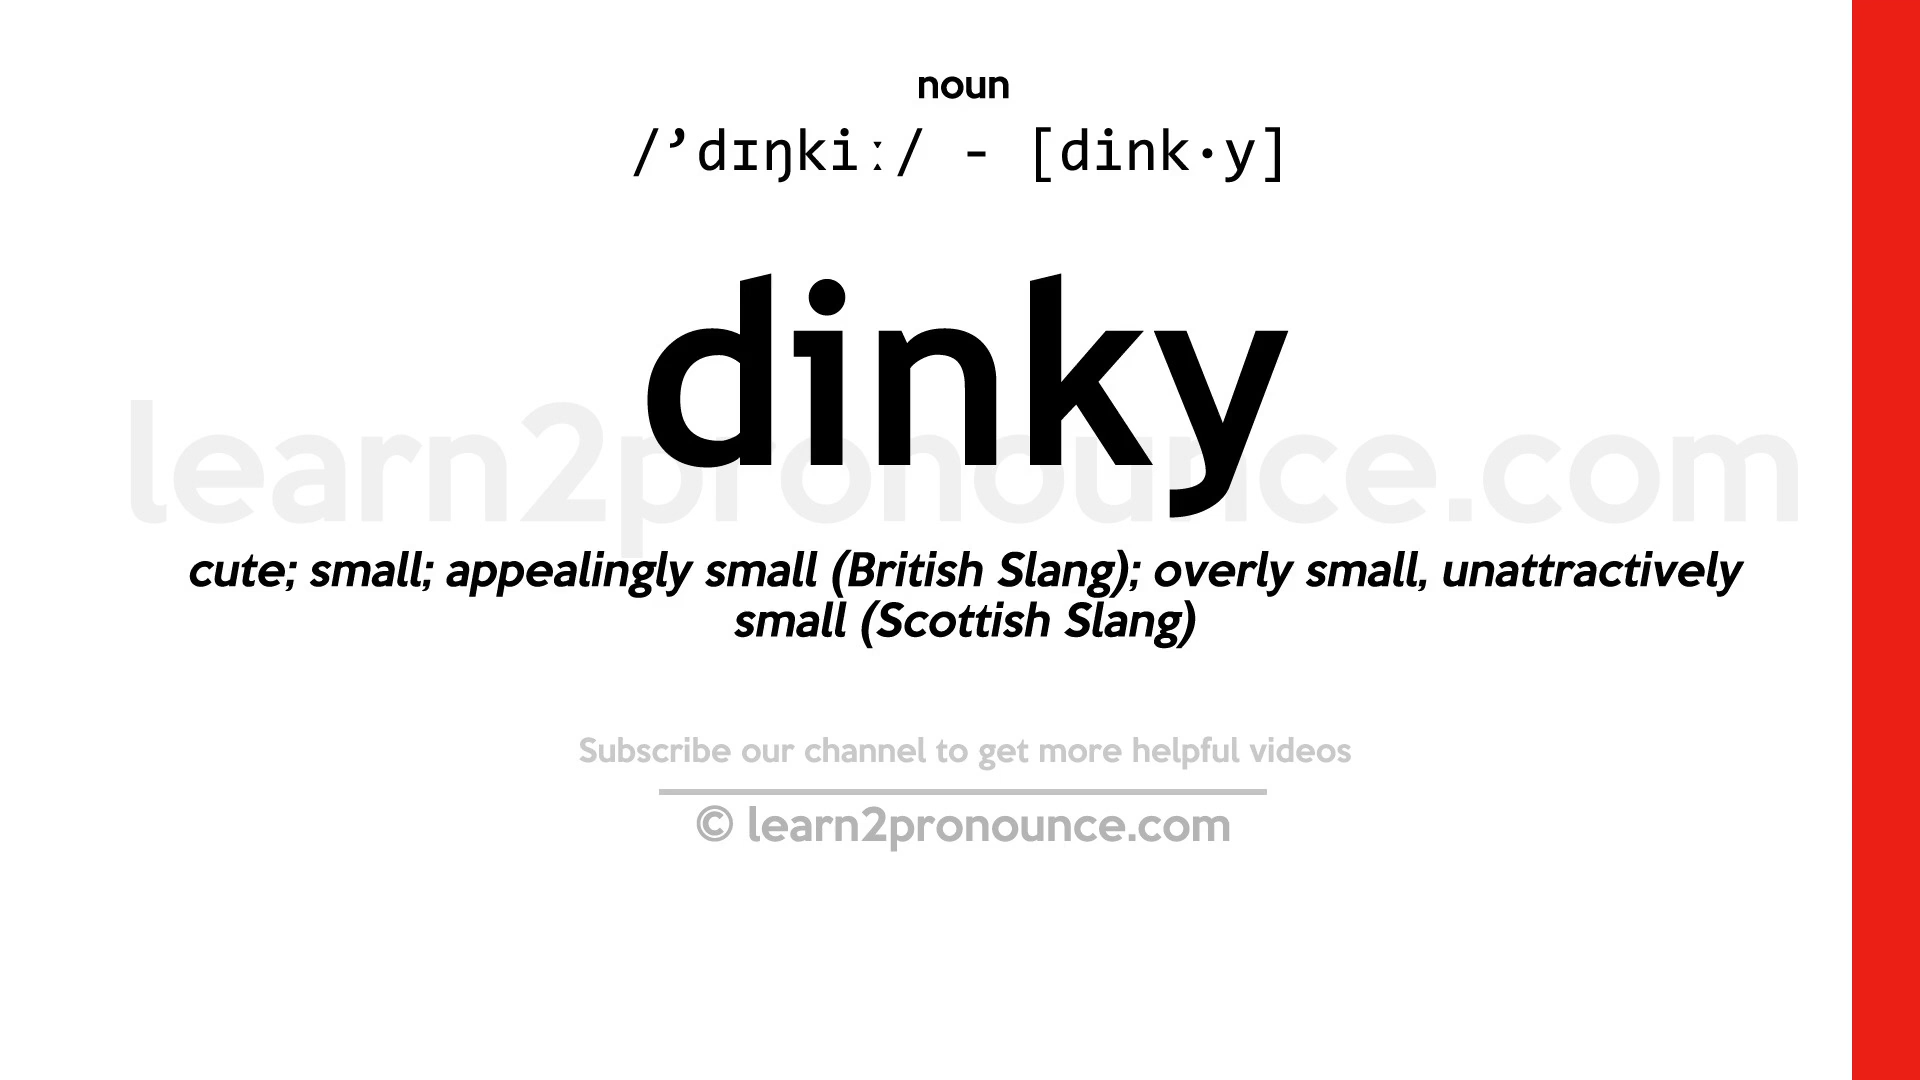 noun
/’dɪŋkiː/ - [dink·y]
dinky
learn2pronounce.com
cute; small; appealingly small (British Slang); overly small, unattractively
small (Scottish Slang)
Subscribe our channel to get more helpful videos
© learn2pronounce.com